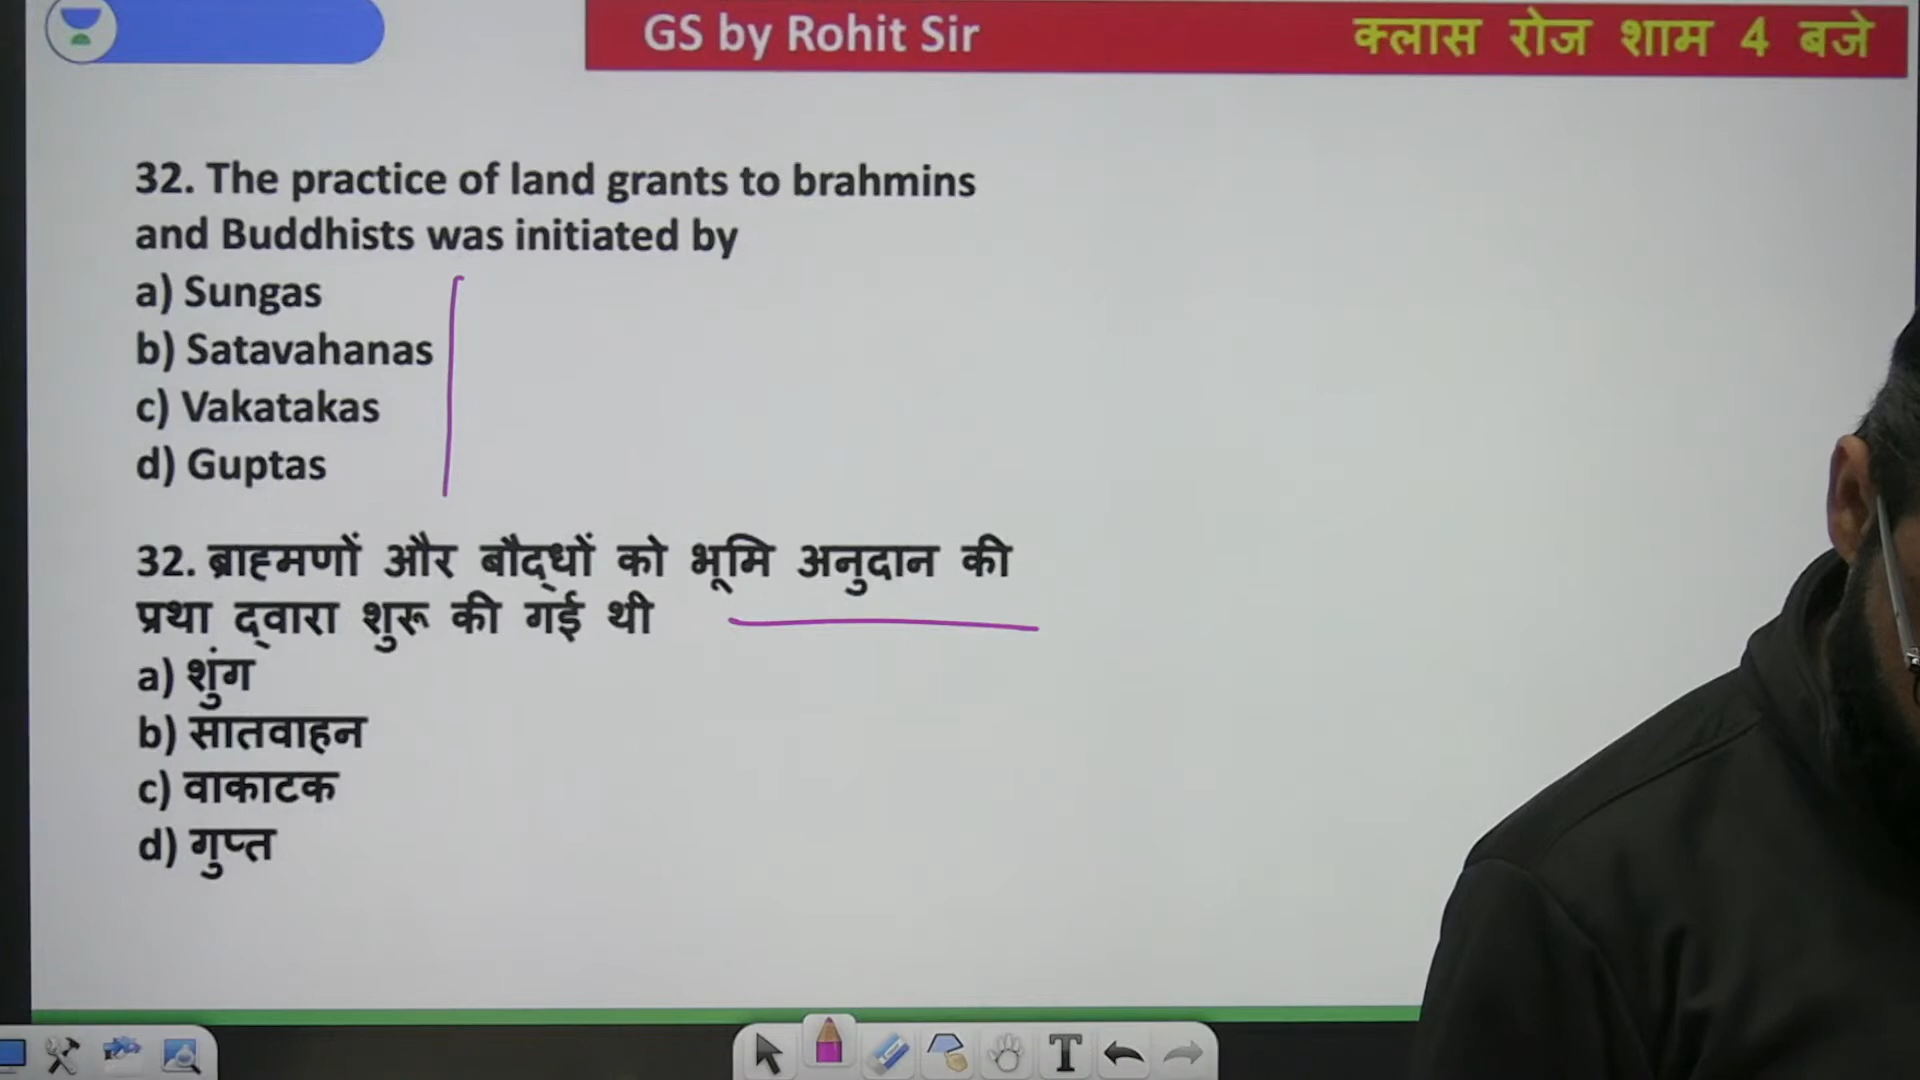 GS by Rohit Sir
क्लास रोज शाम 4 बजे
32. The practice of land grants to brahmins
and Buddhists was initiated by
a) Sungas
b) Satavahanas
c) Vakatakas
d) Guptas
32. ब्राह्मणों और बौद्धों को भूमि अनुदान की
प्रथा द्वारा शुरू की गई थी
a) शुंग
b) सातवाहन
c) वाकाटक
d) गुप्त
T